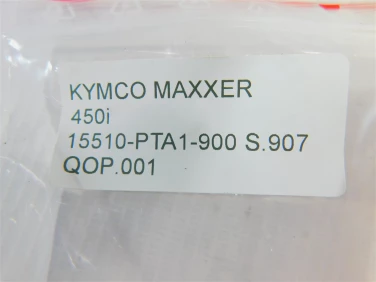 KYMCO MAXXER
450i
15510-PTA1-900 S.907
QOP.001